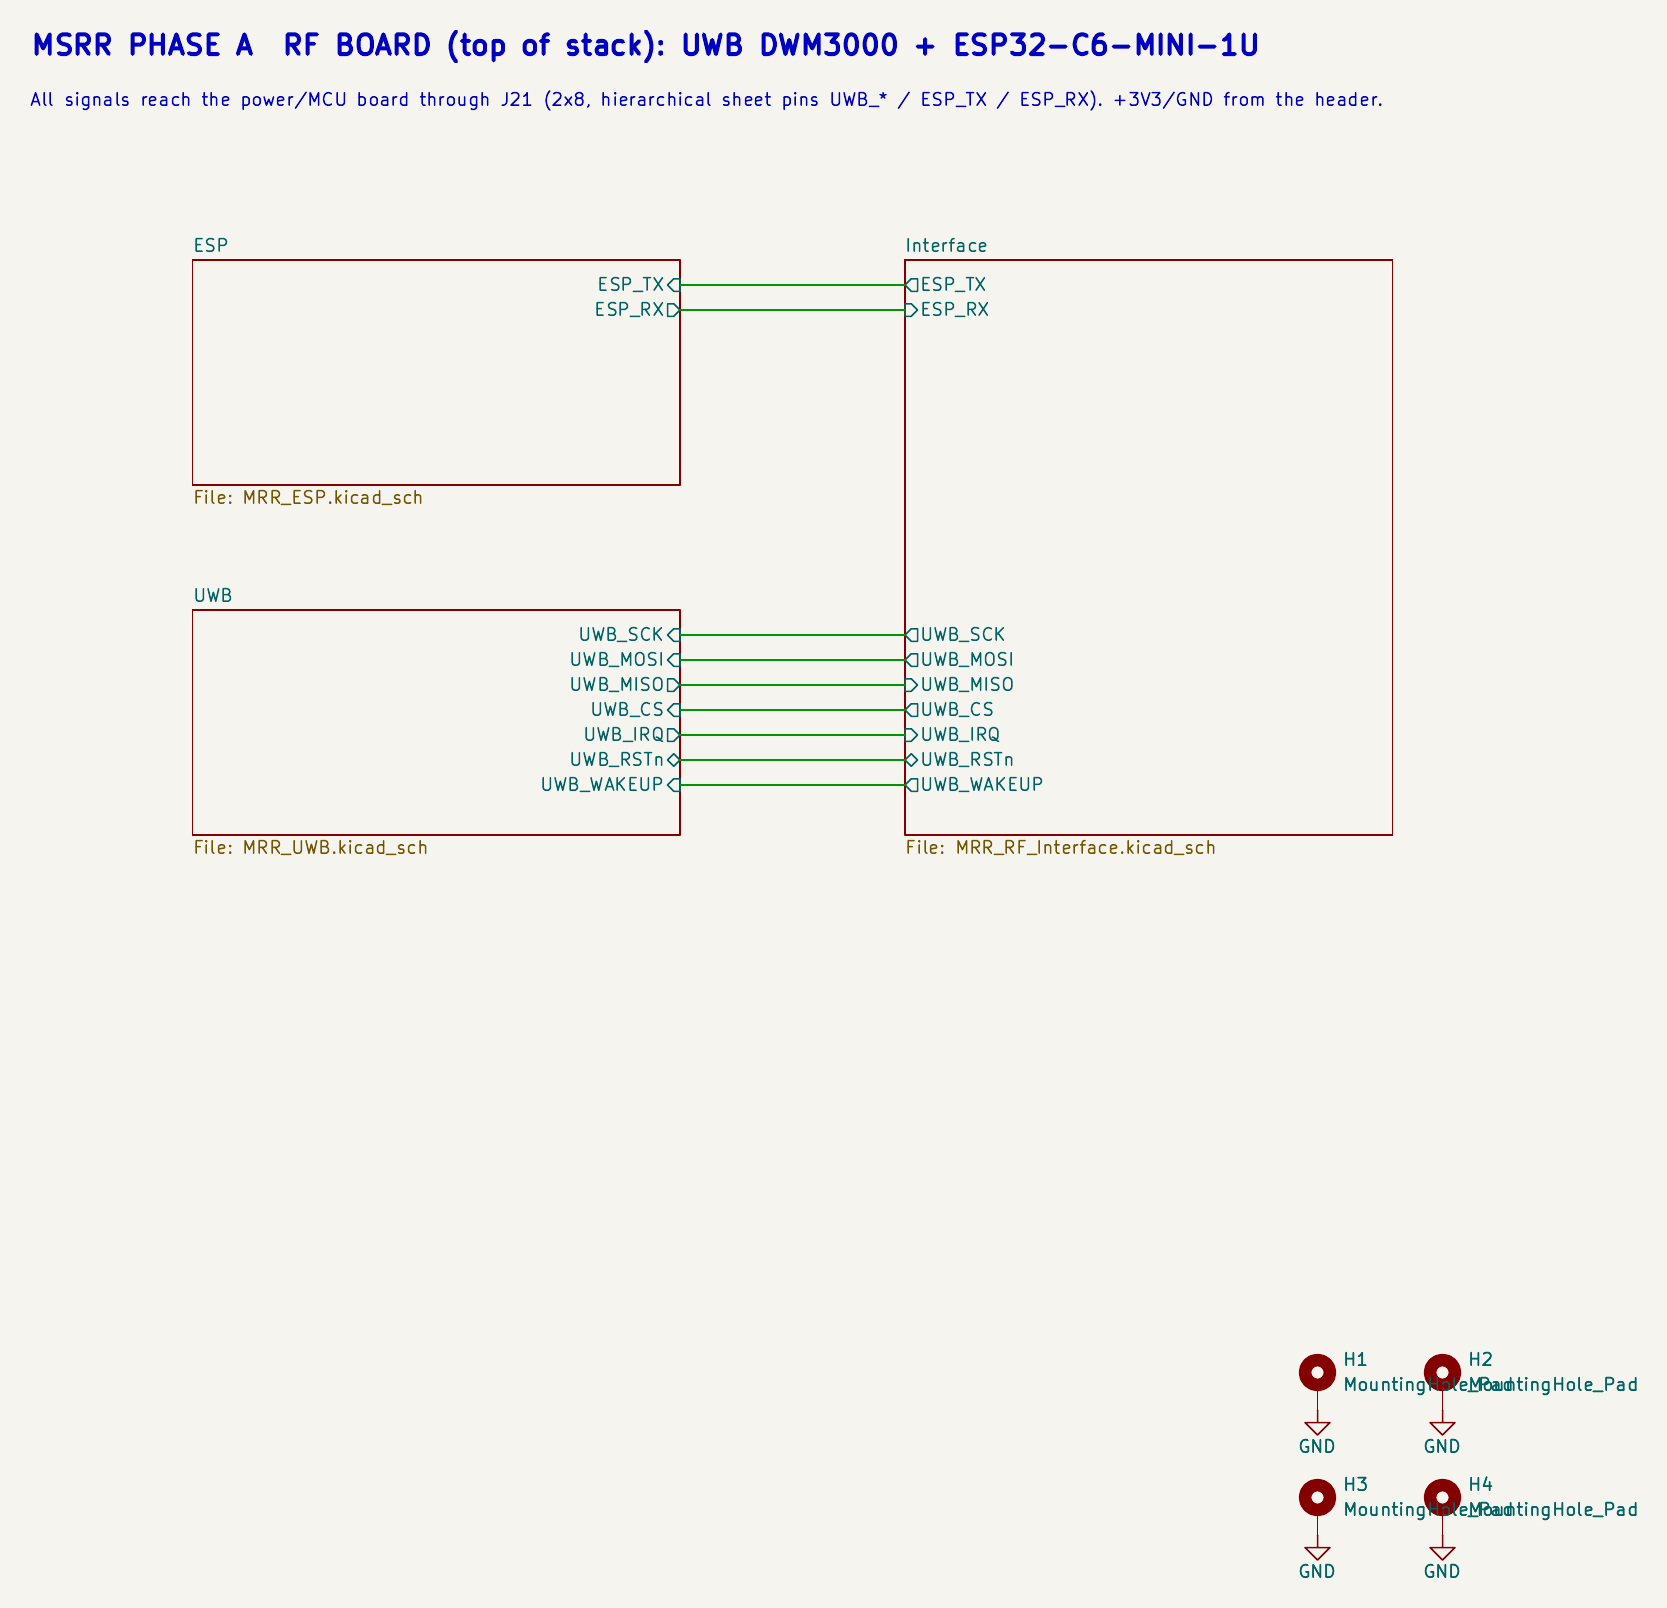 MSRR PHASE A  RF BOARD (top of stack): UWB DWM3000 + ESP32-C6-MINI-1U
All signals reach the power/MCU board through J21 (2x8, hierarchical sheet pins UWB_* / ESP_TX / ESP_RX). +3V3/GND from the header.
ESP
ESP_TX
ESP_RX
File: MRR_ESP.kicad_sch
Interface
ESP_TX
ESP_RX
UWB
UWB_SCK
UWB_MOSI
UWB_MISO
UWB_CS
UWB_IRQ
UWB_RSTn
UWB_WAKEUP
File: MRR_UWB.kicad_sch
UWB_SCK
UWB_MOSI
UWB_MISO
UWB_CS
UWB_IRQ
UWB_RSTn
UWB_WAKEUP
File: MRR_RF_Interface.kicad_sch
H1
MountingHole_Pad
GND
H2
MountingHole_Pad
GND
H3
MountingHole_Pad
GND
H4
MountingHole_Pad
GND